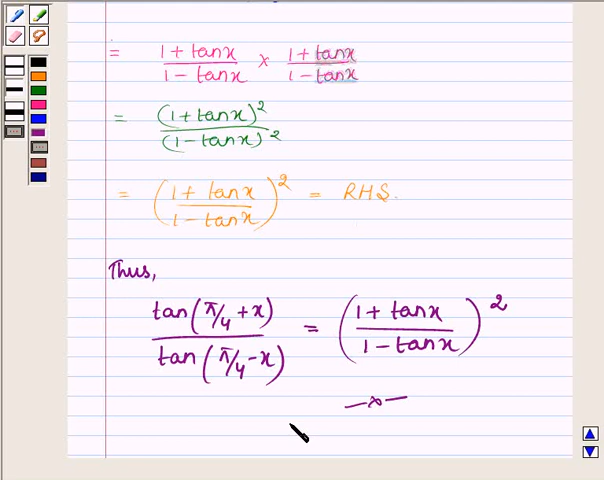 = 1+tanx / 1-tanx × 1+tanx / 1-tanx
= (1+tanx)² / (1-tanx)²
= (1+tanx / 1-tanx)² = RHS.
Thus,
tan(π/4+x) / tan(π/4-x) = (1+tanx / 1-tanx)²
—x—